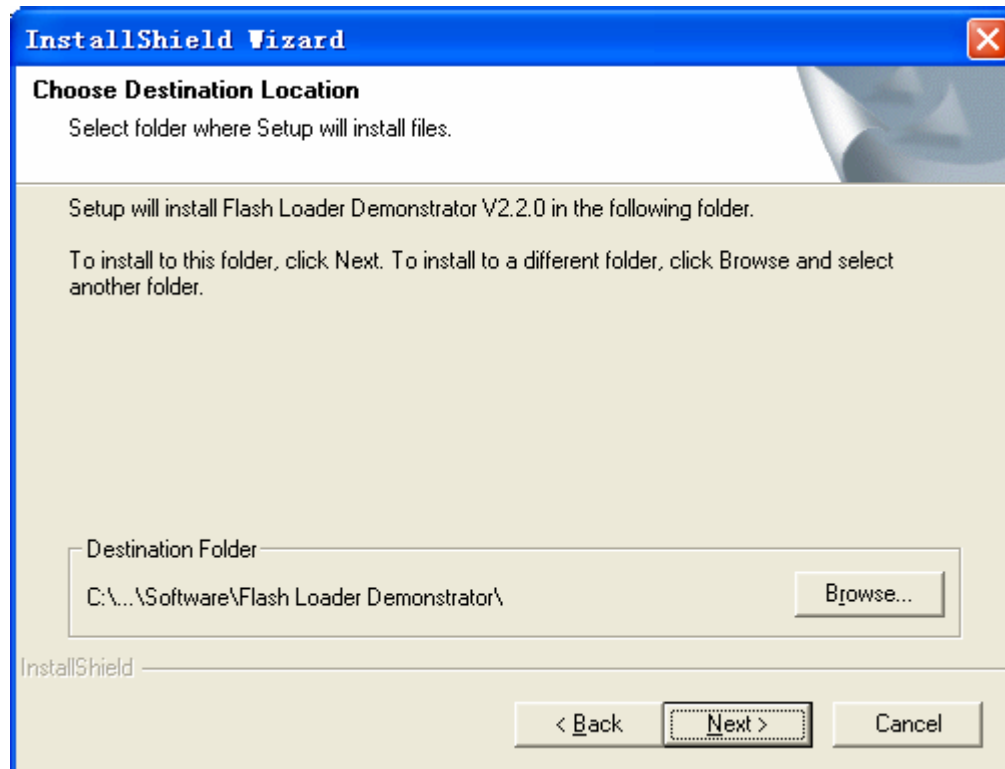 InstallShield Wizard
Choose Destination Location
Select folder where Setup will install files.
Setup will install Flash Loader Demonstrator V2.2.0 in the following folder.
To install to this folder, click Next. To install to a different folder, click Browse and select
another folder.
Destination Folder
C:\...\Software\Flash Loader Demonstrator\
Browse...
InstallShield
< Back
Next >
Cancel